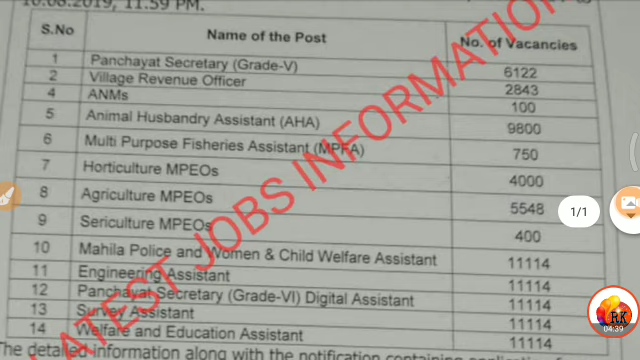 11.59 PM.
S.No Name of the Post No. of Vacancies
1 Panchayat Secretary (Grade-V) 6122
2 Village Revenue Officer 2843
4 ANMs 100
5 Animal Husbandry Assistant (AHA) 9800
6 Multi Purpose Fisheries Assistant (MPFA) 750
7 Horticulture MPEOs 4000
8 Agriculture MPEOs 5548
9 Sericulture MPEOs 400
10 Mahila Police and Women & Child Welfare Assistant 11114
11 Engineering Assistant 11114
12 Panchayat Secretary (Grade-VI) Digital Assistant 11114
13 Survey Assistant 11114
14 Welfare and Education Assistant 11114
The detailed information along with the notification containing
LATEST JOBS INFORMATION
1/1
RK
04:39